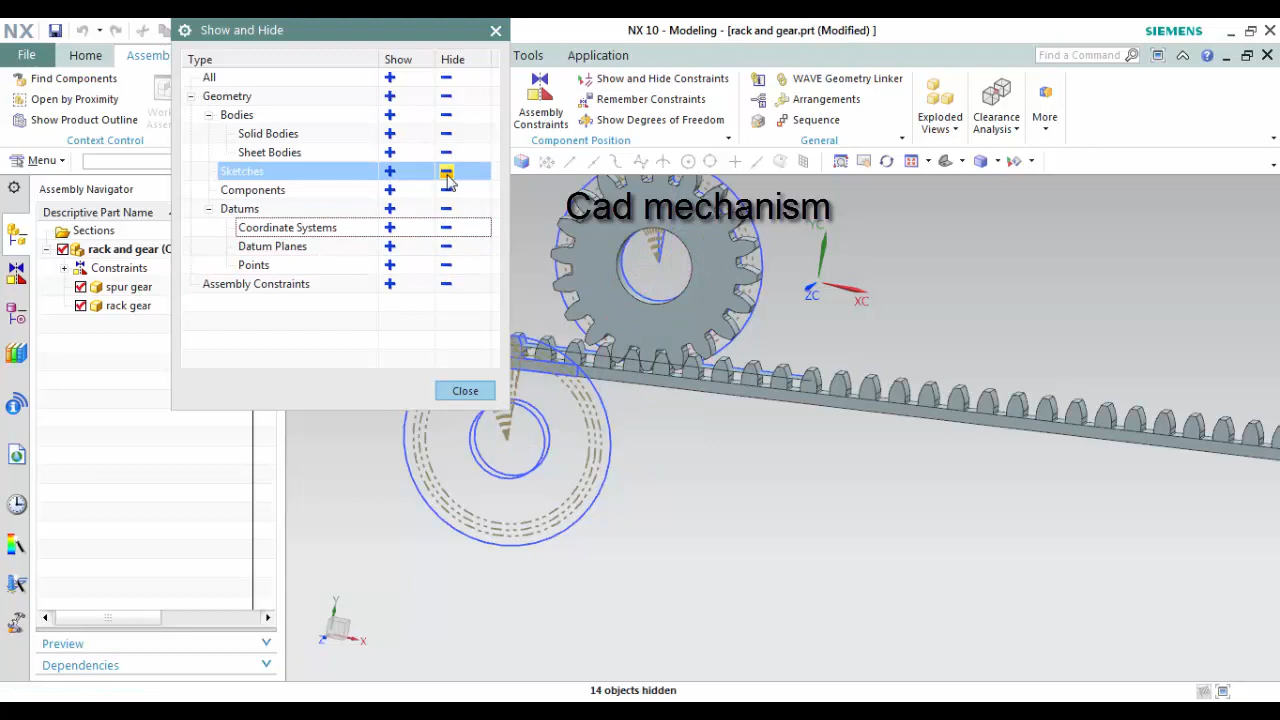 NX
Show and Hide
NX 10 - Modeling - [rack and gear.prt (Modified) ]
SIEMENS
File
Home
Assemb
Tools
Application
Find a Command
Find Components
Open by Proximity
Show Product Outline
Context Control
Type
Show
Hide
All
Geometry
Bodies
Solid Bodies
Sheet Bodies
Sketches
Components
Datums
Coordinate Systems
Datum Planes
Points
Assembly Constraints
Close
Assembly
Constraints
Show and Hide Constraints
Remember Constraints
Show Degrees of Freedom
Component Position
WAVE Geometry Linker
Arrangements
Sequence
General
Exploded
Views
Clearance
Analysis
More
Menu
Assembly Navigator
Descriptive Part Name
Sections
rack and gear (C
Constraints
spur gear
rack gear
Preview
Dependencies
Cad mechanism
YC
ZC
XC
Y
Z
X
14 objects hidden